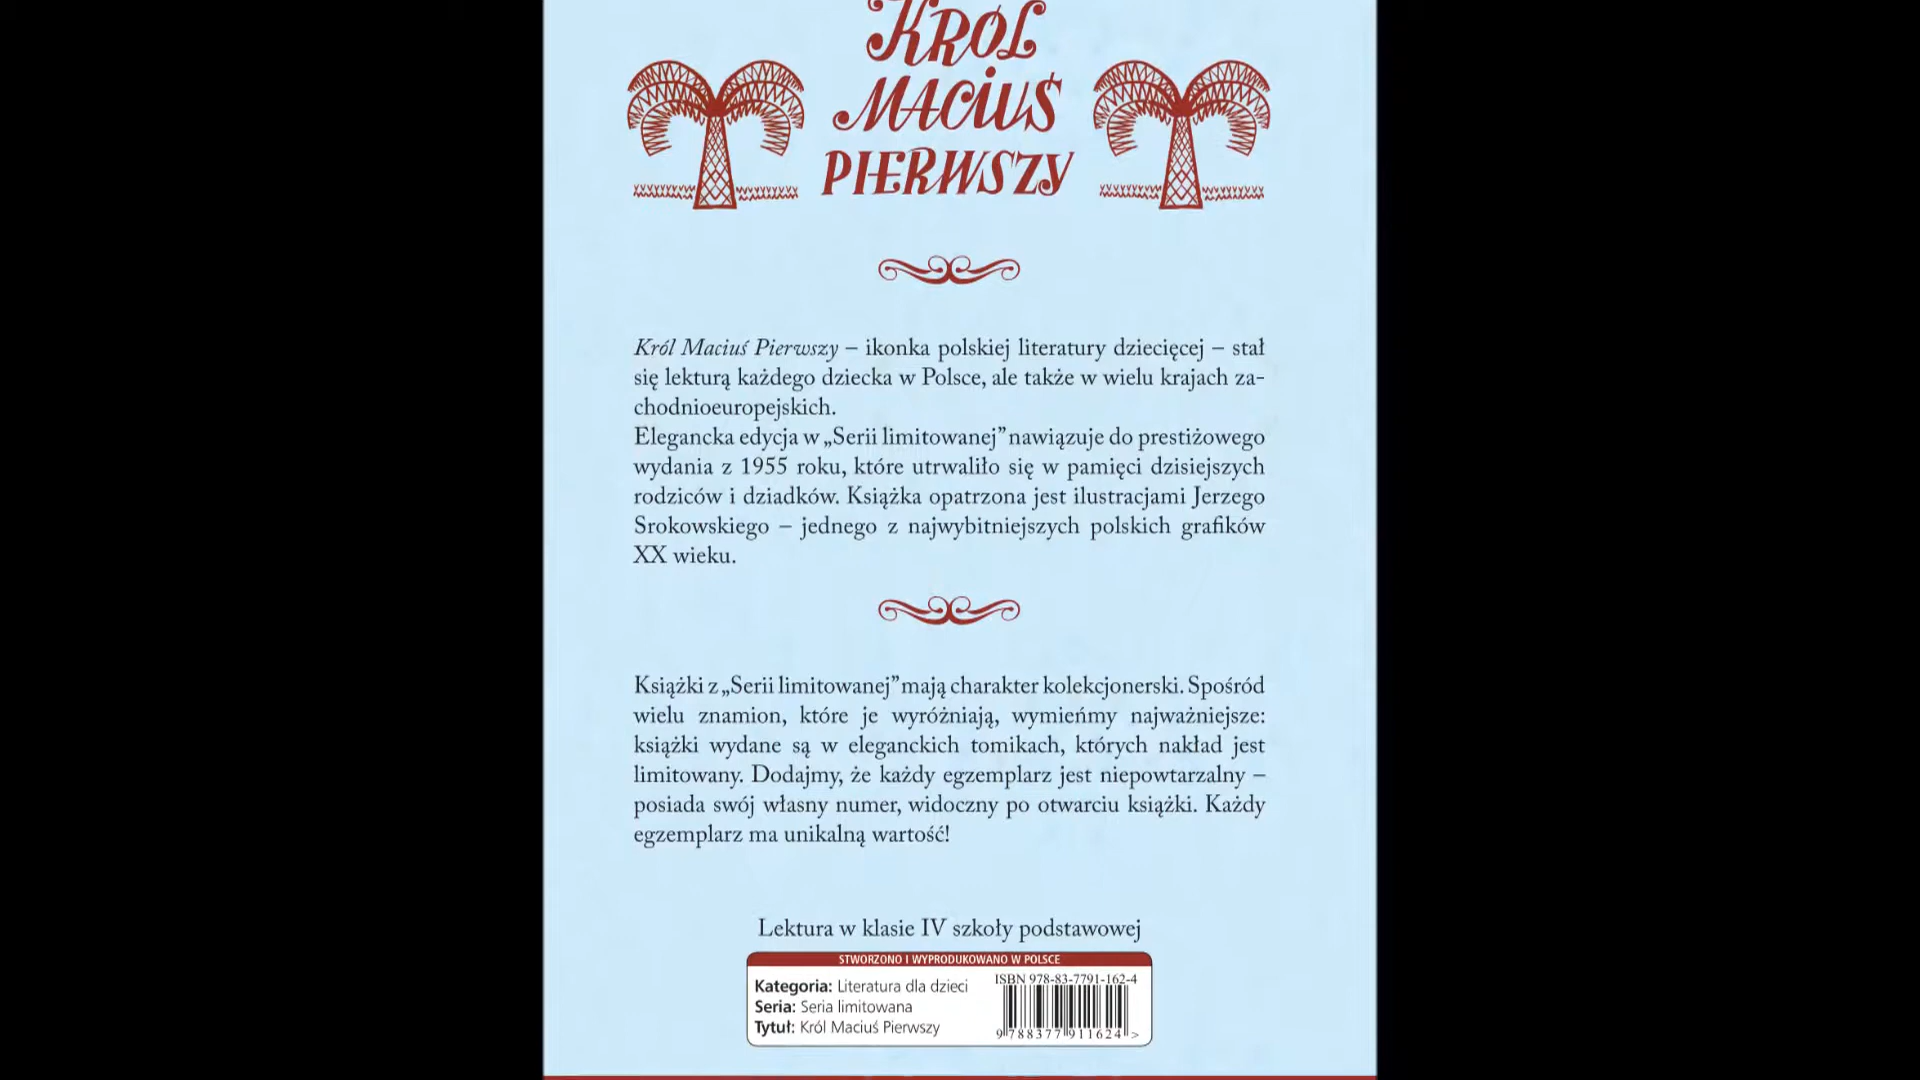 KRÓL
MACIUŚ
PIERWSZY
Król Maciuś Pierwszy – ikonka polskiej literatury dziecięcej – stał
się lekturą każdego dziecka w Polsce, ale także w wielu krajach za-
chodnioeuropejskich.
Elegancka edycja w „Serii limitowanej” nawiązuje do prestiżowego
wydania z 1955 roku, które utrwaliło się w pamięci dzisiejszych
rodziców i dziadków. Książka opatrzona jest ilustracjami Jerzego
Srokowskiego – jednego z najwybitniejszych polskich grafików
XX wieku.
Książki z „Serii limitowanej” mają charakter kolekcjonerski. Spośród
wielu znamion, które je wyróżniają, wymieńmy najważniejsze:
książki wydane są w eleganckich tomikach, których nakład jest
limitowany. Dodajmy, że każdy egzemplarz jest niepowtarzalny –
posiada swój własny numer, widoczny po otwarciu książki. Każdy
egzemplarz ma unikalną wartość!
Lektura w klasie IV szkoły podstawowej
STWORZONO I WYPRODUKOWANO W POLSCE
Kategoria: Literatura dla dzieci
Seria: Seria limitowana
Tytuł: Król Maciuś Pierwszy
ISBN 978-83-7791-162-4
9 788377 911624 >